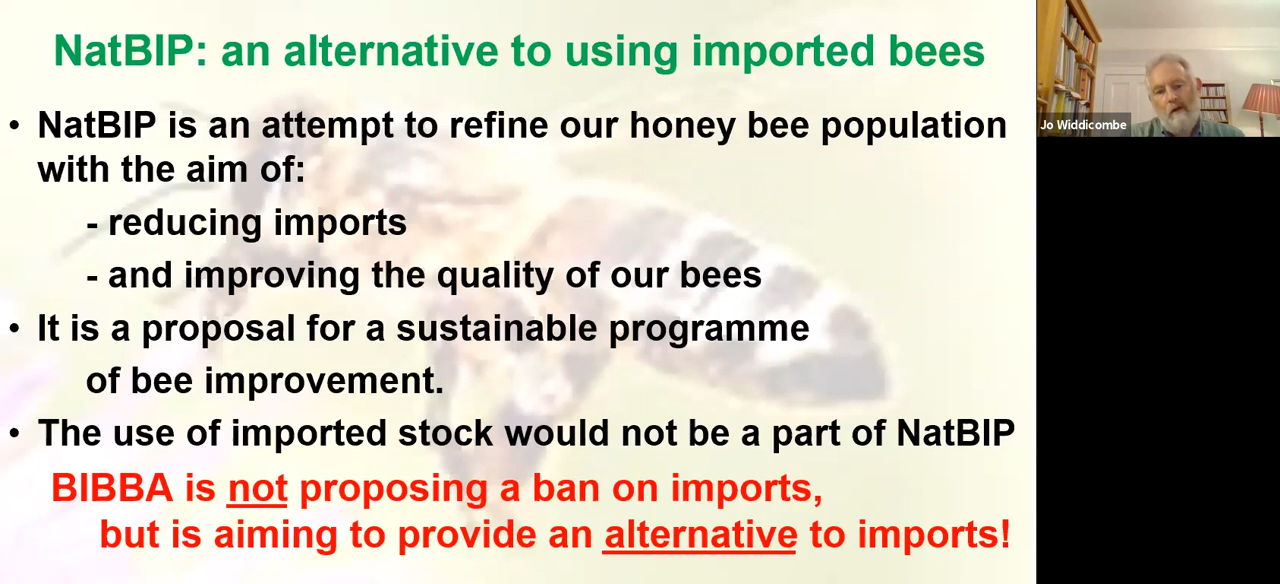 NatBIP: an alternative to using imported bees
• NatBIP is an attempt to refine our honey bee population
with the aim of:
- reducing imports
- and improving the quality of our bees
• It is a proposal for a sustainable programme
of bee improvement.
• The use of imported stock would not be a part of NatBIP
BIBBA is not proposing a ban on imports,
but is aiming to provide an alternative to imports!
Jo Widdicombe